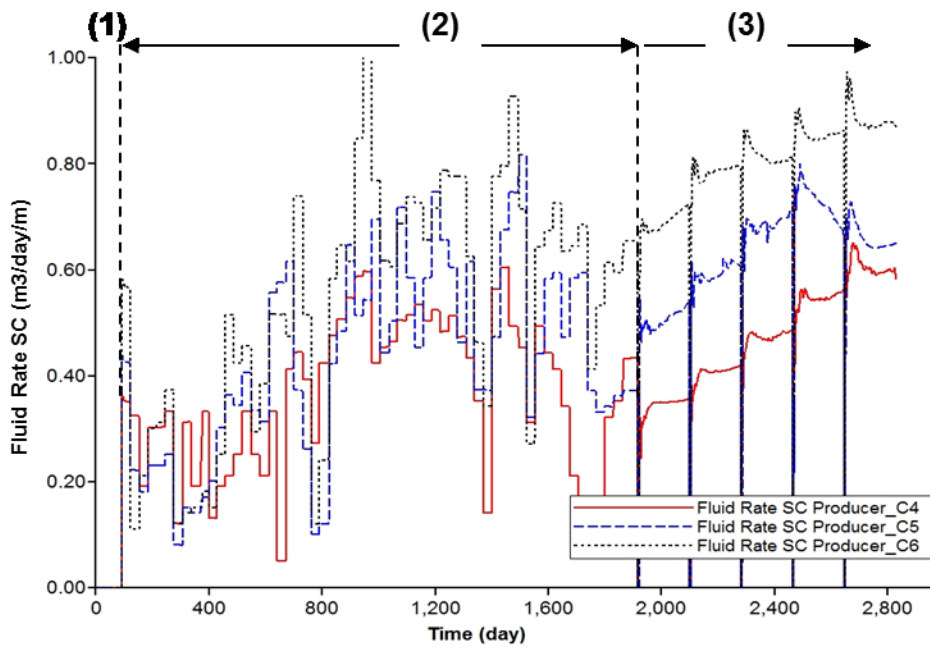 (1) (2) (3)
1.00
0.80
0.60
0.40
0.20
0.00
Fluid Rate SC (m3/day/m)
0 400 800 1,200 1,600 2,000 2,400 2,800
Time (day)
Fluid Rate SC Producer_C4
Fluid Rate SC Producer_C5
Fluid Rate SC Producer_C6